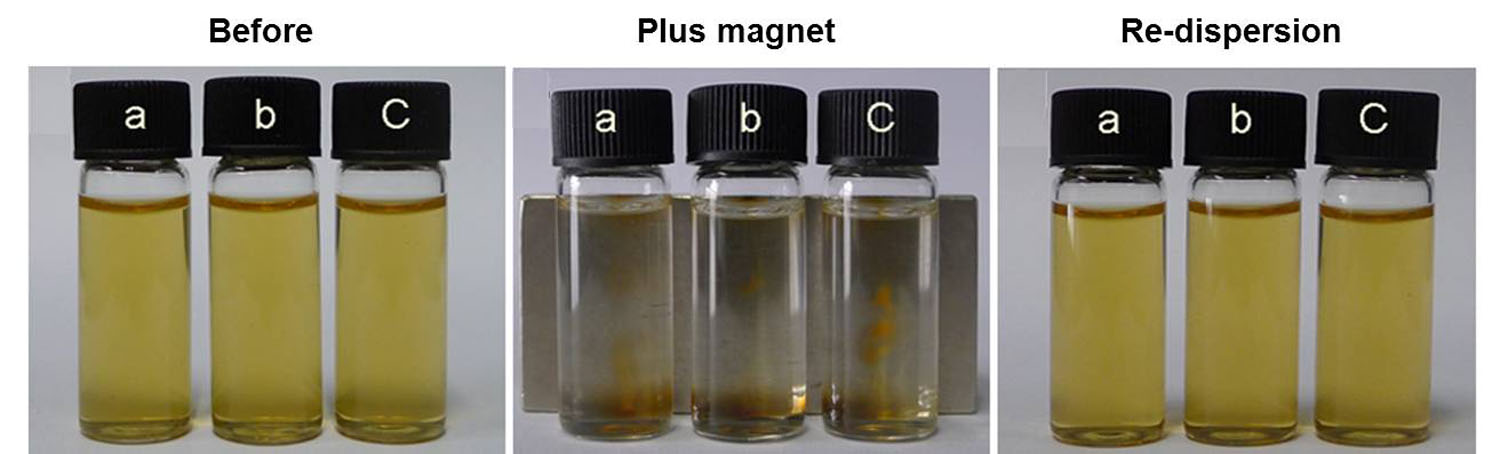 Before
Plus magnet
Re-dispersion
a b C
a b C
a b C